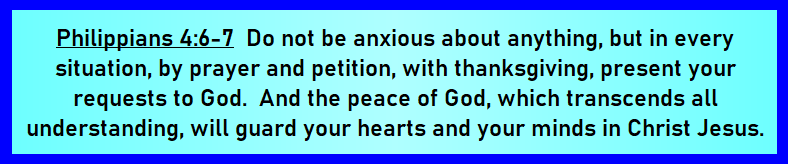 Philippians 4:6-7  Do not be anxious about anything, but in every
situation, by prayer and petition, with thanksgiving, present your
requests to God.  And the peace of God, which transcends all
understanding, will guard your hearts and your minds in Christ Jesus.